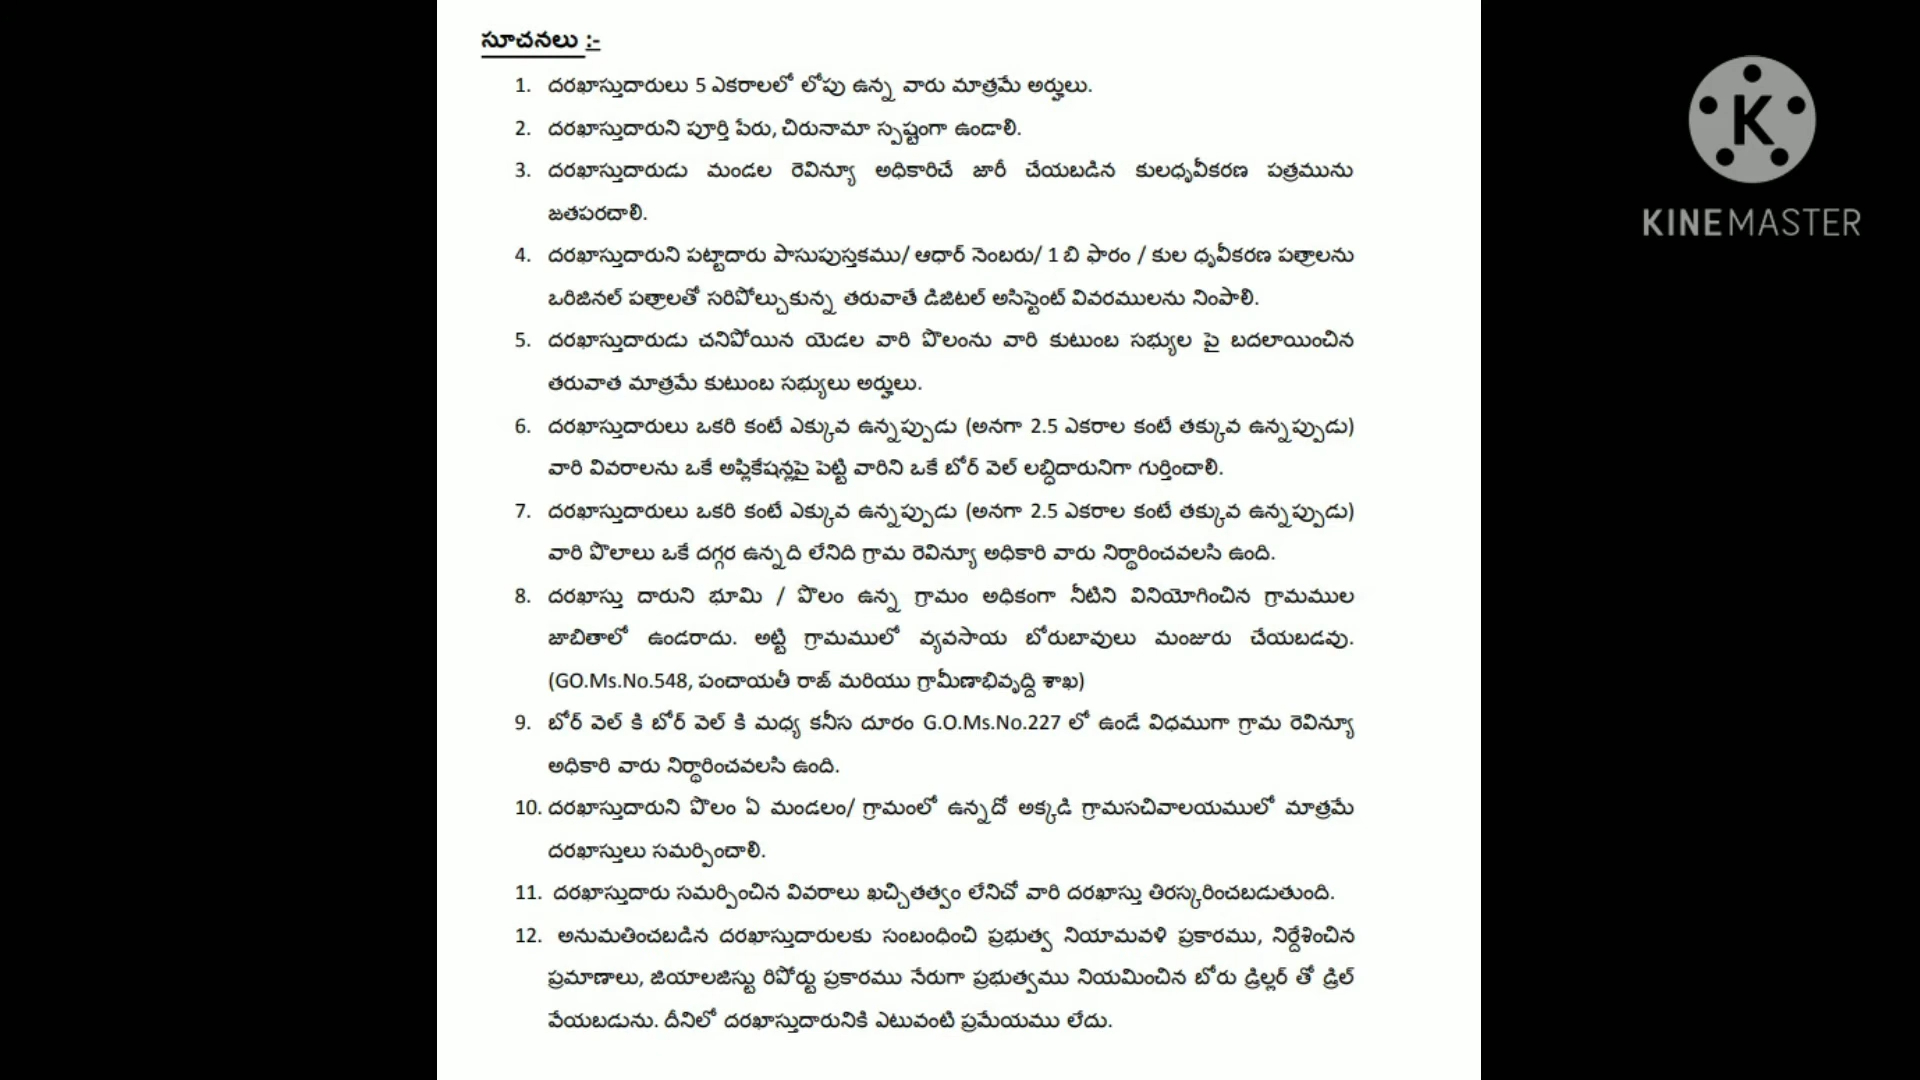 సూచనలు :-
1. దరఖాస్తుదారులు 5 ఎకరాలలో లోపు ఉన్న వారు మాత్రమే అర్హులు.
2. దరఖాస్తుదారుని పూర్తి పేరు, చిరునామా స్పష్టంగా ఉండాలి.
3. దరఖాస్తుదారుడు మండల రెవిన్యూ అధికారిచే జారీ చేయబడిన కులధృవీకరణ పత్రమును
జతపరచాలి.
4. దరఖాస్తుదారుని పట్టాదారు పాసుపుస్తకము/ ఆధార్ నెంబరు/ 1 బి ఫారం / కుల ధృవీకరణ పత్రాలను
ఒరిజినల్ పత్రాలతో సరిపోల్చుకున్న తరువాతే డిజిటల్ అసిస్టెంట్ వివరములను నింపాలి.
5. దరఖాస్తుదారుడు చనిపోయిన యెడల వారి పొలంను వారి కుటుంబ సభ్యుల పై బదలాయించిన
తరువాత మాత్రమే కుటుంబ సభ్యులు అర్హులు.
6. దరఖాస్తుదారులు ఒకరి కంటే ఎక్కువ ఉన్నప్పుడు (అనగా 2.5 ఎకరాల కంటే తక్కువ ఉన్నప్పుడు)
వారి వివరాలను ఒకే అప్లికేషన్లపై పెట్టి వారిని ఒకే బోర్ వెల్ లబ్ధిదారునిగా గుర్తించాలి.
7. దరఖాస్తుదారులు ఒకరి కంటే ఎక్కువ ఉన్నప్పుడు (అనగా 2.5 ఎకరాల కంటే తక్కువ ఉన్నప్పుడు)
వారి పొలాలు ఒకే దగ్గర ఉన్నది లేనిది గ్రామ రెవిన్యూ అధికారి వారు నిర్థారించవలసి ఉంది.
8. దరఖాస్తు దారుని భూమి / పొలం ఉన్న గ్రామం అధికంగా నీటిని వినియోగించిన గ్రామముల
జాబితాలో ఉండరాదు. అట్టి గ్రామములో వ్యవసాయ బోరుబావులు మంజురు చేయబడవు.
(GO.Ms.No.548, పంచాయతీ రాజ్ మరియు గ్రామీణాభివృద్ది శాఖ)
9. బోర్ వెల్ కి బోర్ వెల్ కి మధ్య కనీస దూరం G.O.Ms.No.227 లో ఉండే విధముగా గ్రామ రెవిన్యూ
అధికారి వారు నిర్థారించవలసి ఉంది.
10. దరఖాస్తుదారుని పొలం ఏ మండలం/ గ్రామంలో ఉన్నదో అక్కడి గ్రామసచివాలయములో మాత్రమే
దరఖాస్తులు సమర్పించాలి.
11. దరఖాస్తుదారు సమర్పించిన వివరాలు ఖచ్చితత్వం లేనిచో వారి దరఖాస్తు తిరస్కరించబడుతుంది.
12. అనుమతించబడిన దరఖాస్తుదారులకు సంబంధించి ప్రభుత్వ నియామవళి ప్రకారము, నిర్దేశించిన
ప్రమాణాలు, జియాలజిస్టు రిపోర్టు ప్రకారము నేరుగా ప్రభుత్వము నియమించిన బోరు డ్రిల్లర్ తో డ్రిల్
వేయబడును. దీనిలో దరఖాస్తుదారునికి ఎటువంటి ప్రమేయము లేదు.
K
KINEMASTER